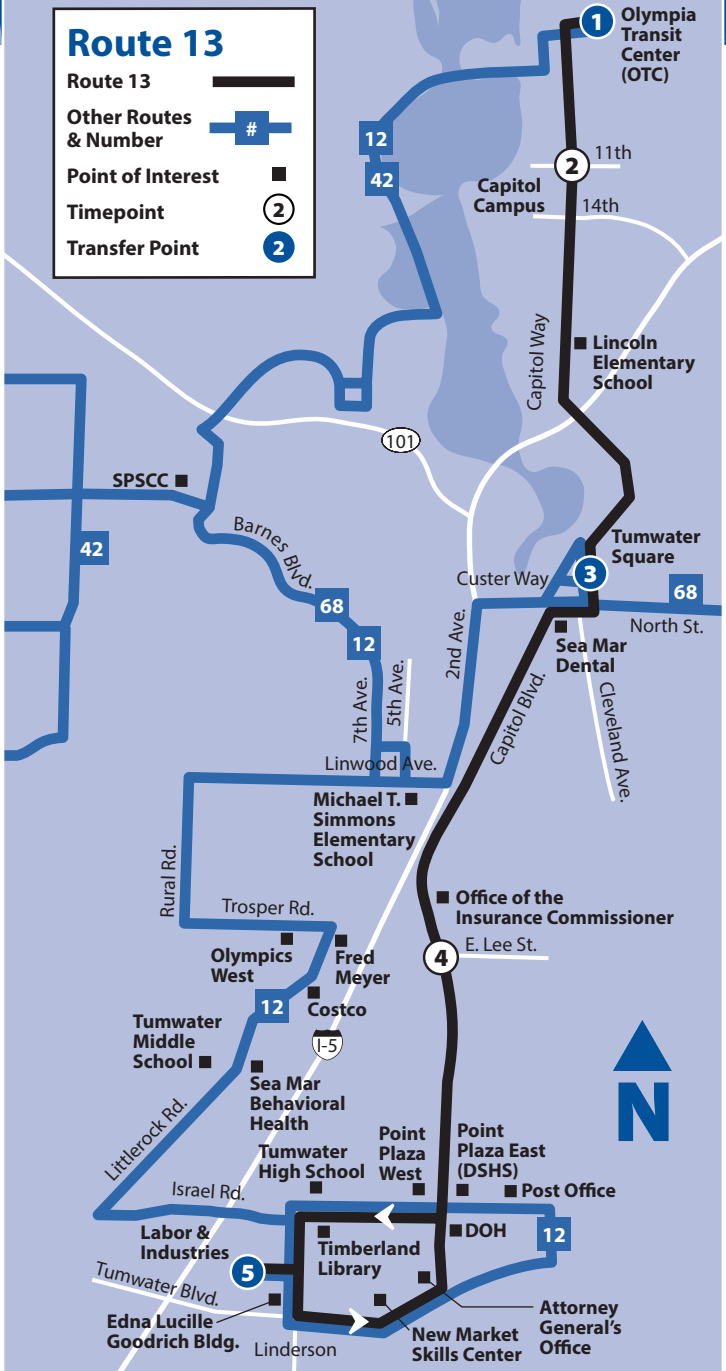 Route 13
Route 13
Other Routes
& Number
#
Point of Interest
Timepoint
2
Transfer Point
2
1
Olympia
Transit
Center
(OTC)
12
42
2
11th
Capitol
Campus
14th
Capitol Way
Lincoln
Elementary
School
101
SPSCC
42
Barnes Blvd.
68
12
Tumwater
Square
Custer Way
3
68
North St.
Sea Mar
Dental
2nd Ave.
7th Ave.
5th Ave.
Capitol Blvd.
Cleveland Ave.
Linwood Ave.
Michael T.
Simmons
Elementary
School
Rural Rd.
Trosper Rd.
Office of the
Insurance Commissioner
4
E. Lee St.
Olympics
West
Fred
Meyer
12
Costco
I-5
Tumwater
Middle
School
Sea Mar
Behavioral
Health
N
Littlerock Rd.
Tumwater
High School
Point
Plaza
West
Point
Plaza East
(DSHS)
Post Office
Israel Rd.
Labor &
Industries
5
Timberland
Library
DOH
12
Tumwater Blvd.
Edna Lucille
Goodrich Bldg.
Linderson
New Market
Skills Center
Attorney
General's
Office